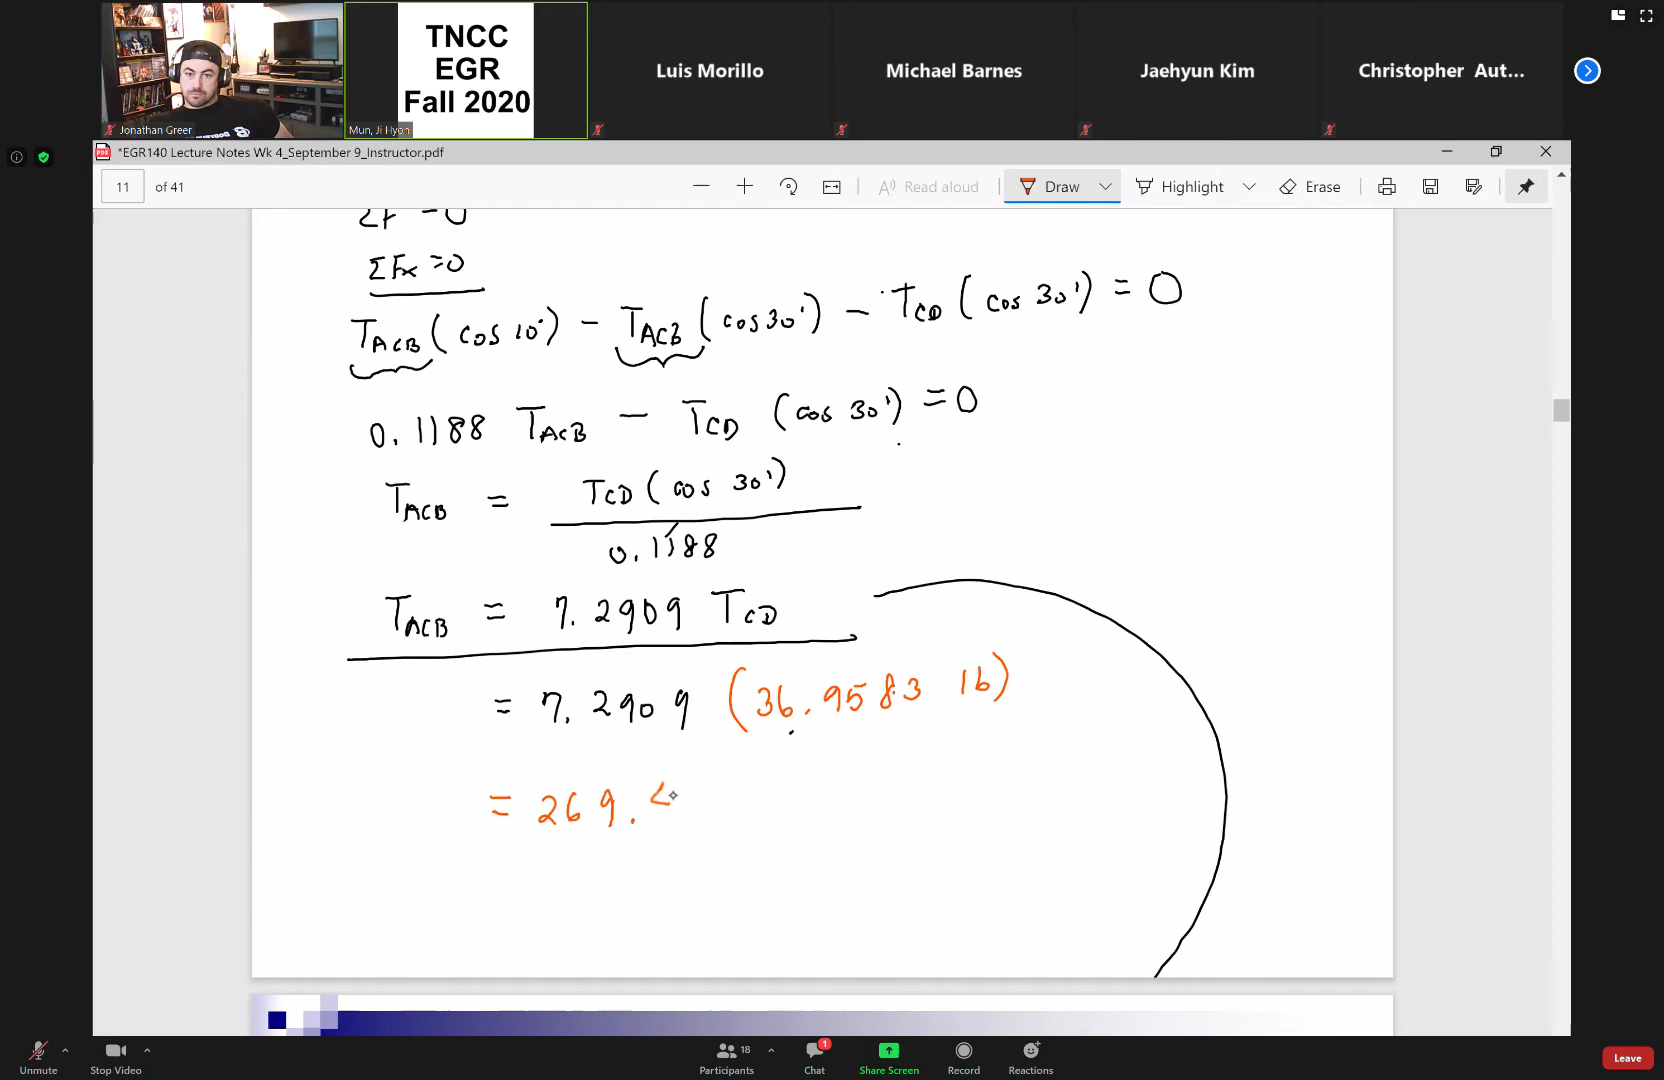 TNCC
EGR
Fall 2020
Jonathan Greer
Mun, Ji Hyon
Luis Morillo
Michael Barnes
Jaehyun Kim
Christopher Aut...
*EGR140 Lecture Notes Wk 4_September 9_Instructor.pdf
11 of 41
Read aloud
Draw
Highlight
Erase
ΣF = 0
ΣFx = 0
TACB (cos 10°) - TACB (cos 30°) - TCD (cos 30°) = 0
0.1188 TACB - TCD (cos 30°) = 0
TACB = TCD (cos 30°)
0.1188
TACB = 7.2909 TCD
= 7.2909 (36.9583 lb)
= 269.
Unmute
Stop Video
Participants
18
Chat
1
Share Screen
Record
Reactions
Leave